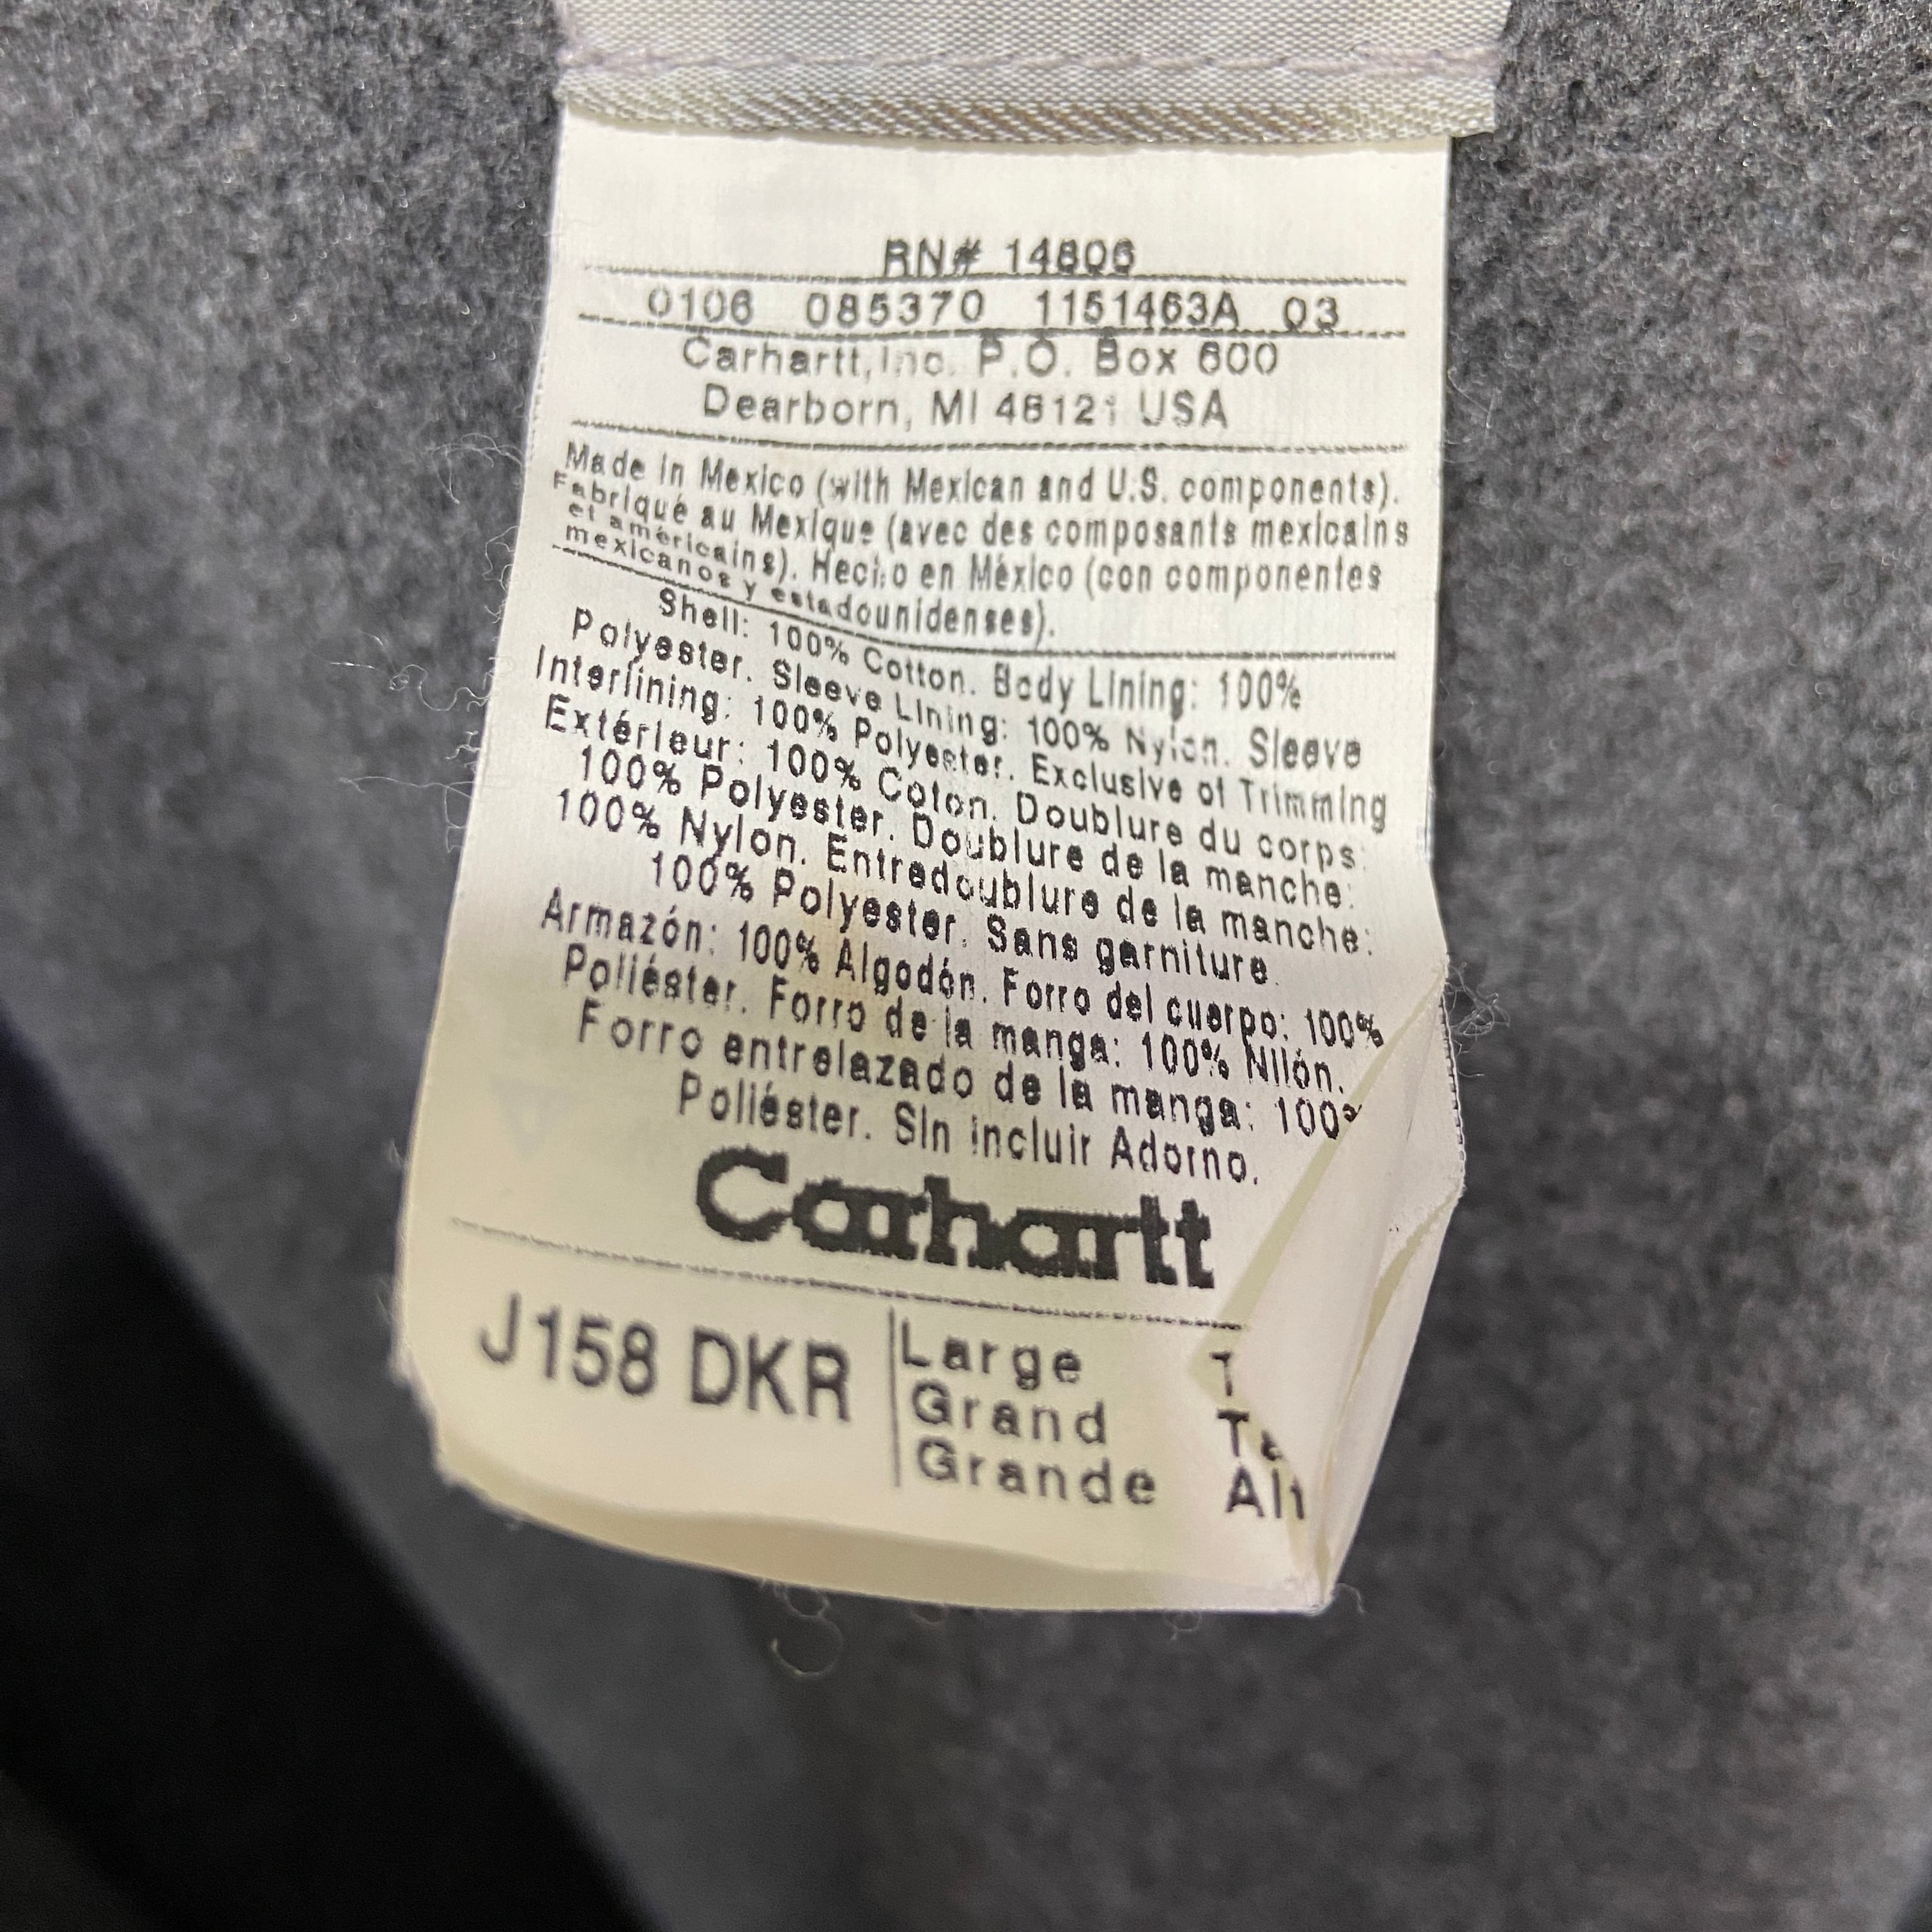 RN# 14806
0106 085370 1151463A 03
Carhartt, Inc. P.O. Box 600
Dearborn, MI 48121 USA
Made in Mexico (with Mexican and U.S. components).
Fabriqué au Mexique (avec des composants mexicains
et américains). Hecho en México (con componentes
mexicanos y estadounidenses).
Shell: 100% Cotton. Body Lining: 100%
Polyester. Sleeve Lining: 100% Nylon. Sleeve
Interlining: 100% Polyester. Exclusive of Trimming
Extérieur: 100% Coton. Doublure du corps:
100% Polyester. Doublure de la manche:
100% Nylon. Entredoublure de la manche:
100% Polyester. Sans garniture.
Armazón: 100% Algodón. Forro del cuerpo: 100%
Poliéster. Forro de la manga: 100% Nilón.
Forro entrelazado de la manga: 100%
Poliéster. Sin incluir Adorno.
Carhartt
J158 DKR
Large
Grand
Grande